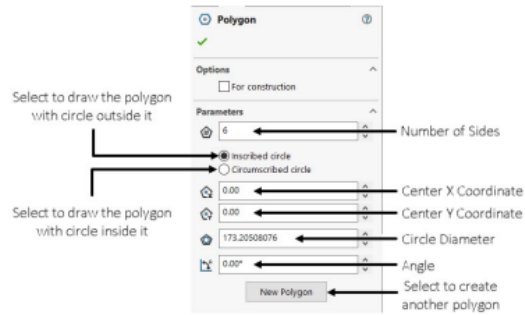 Polygon
Options
For construction
Select to draw the polygon
with circle outside it
Parameters
6
Number of Sides
Inscribed circle
Circumscribed circle
0.00
Center X Coordinate
Select to draw the polygon
with circle inside it
0.00
Center Y Coordinate
173.20508076
Circle Diameter
0.00°
Angle
New Polygon
Select to create
another polygon